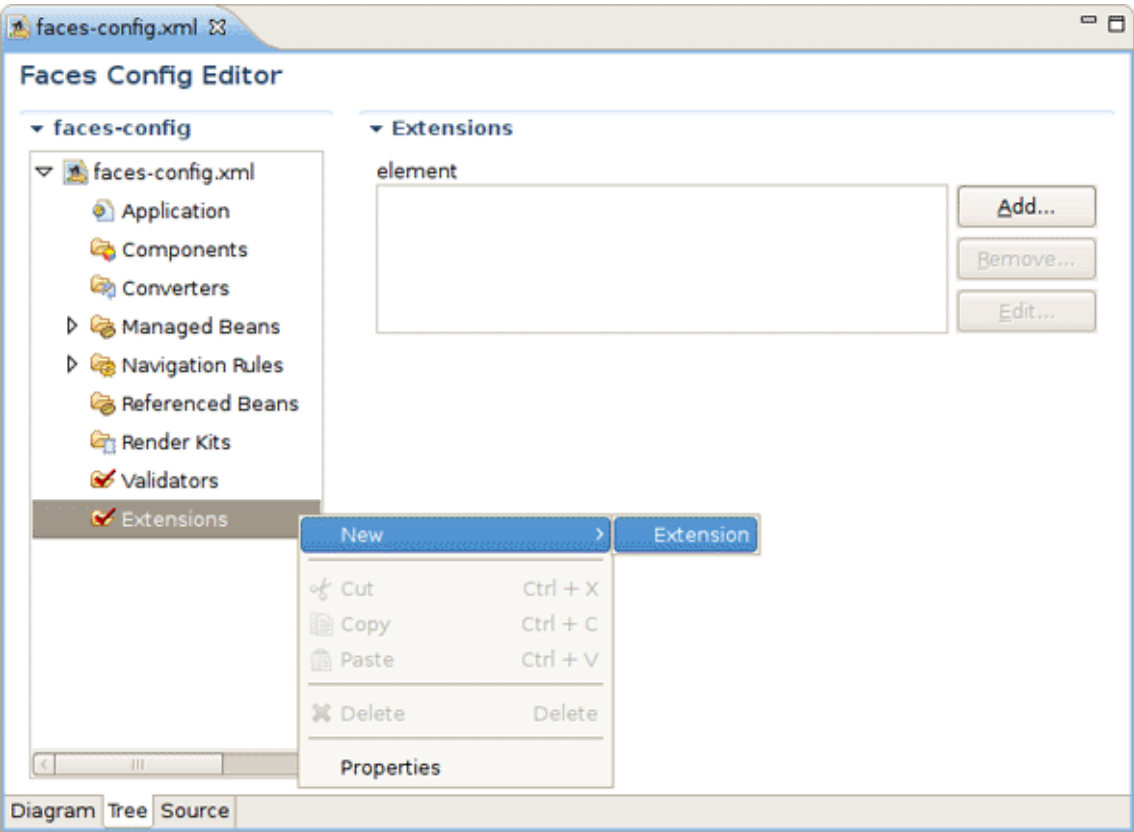 faces-config.xml
Faces Config Editor
faces-config
faces-config.xml
Application
Components
Converters
Managed Beans
Navigation Rules
Referenced Beans
Render Kits
Validators
Extensions
Extensions
element
Add...
Remove...
Edit...
New
Extension
Cut Ctrl + X
Copy Ctrl + C
Paste Ctrl + V
Delete Delete
Properties
Diagram Tree Source